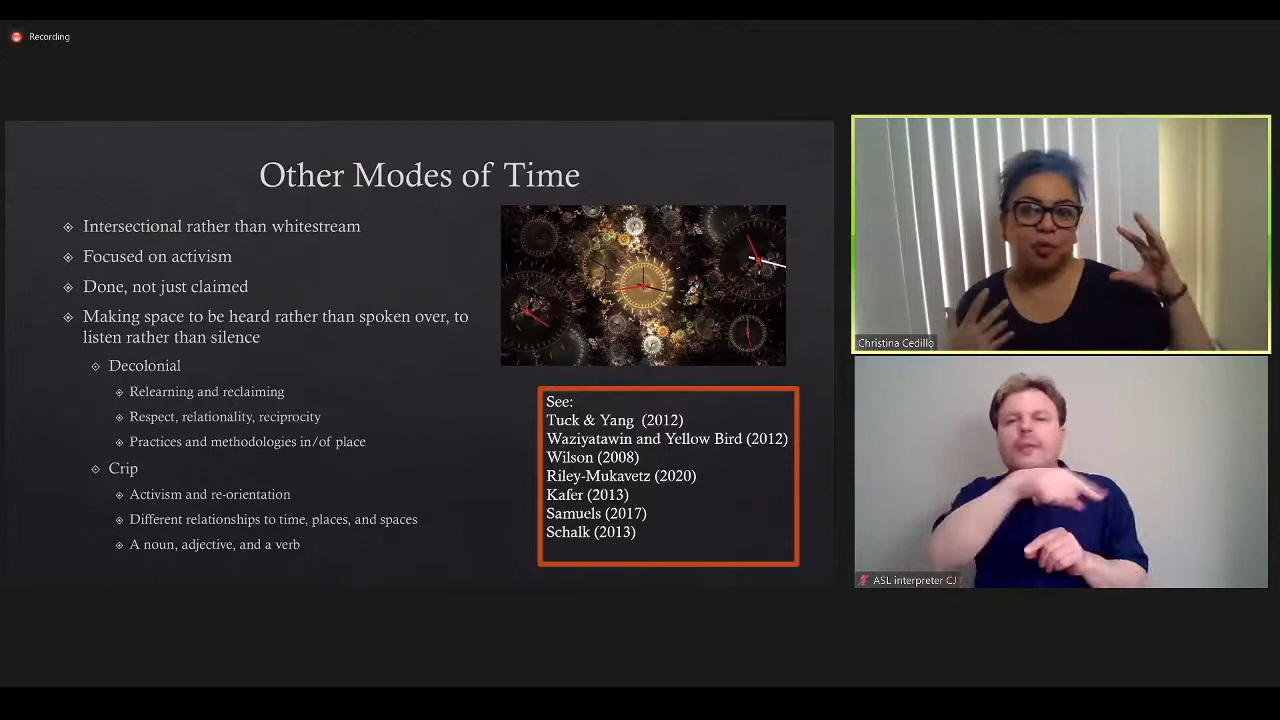 Recording
Other Modes of Time
Intersectional rather than whitestream
Focused on activism
Done, not just claimed
Making space to be heard rather than spoken over, to
listen rather than silence
Decolonial
Relearning and reclaiming
Respect, relationality, reciprocity
Practices and methodologies in/of place
Crip
Activism and re-orientation
Different relationships to time, places, and spaces
A noun, adjective, and a verb
See:
Tuck & Yang (2012)
Waziyatawin and Yellow Bird (2012)
Wilson (2008)
Riley-Mukavetz (2020)
Kafer (2013)
Samuels (2017)
Schalk (2013)
Christina Cedillo
ASL interpreter CJ